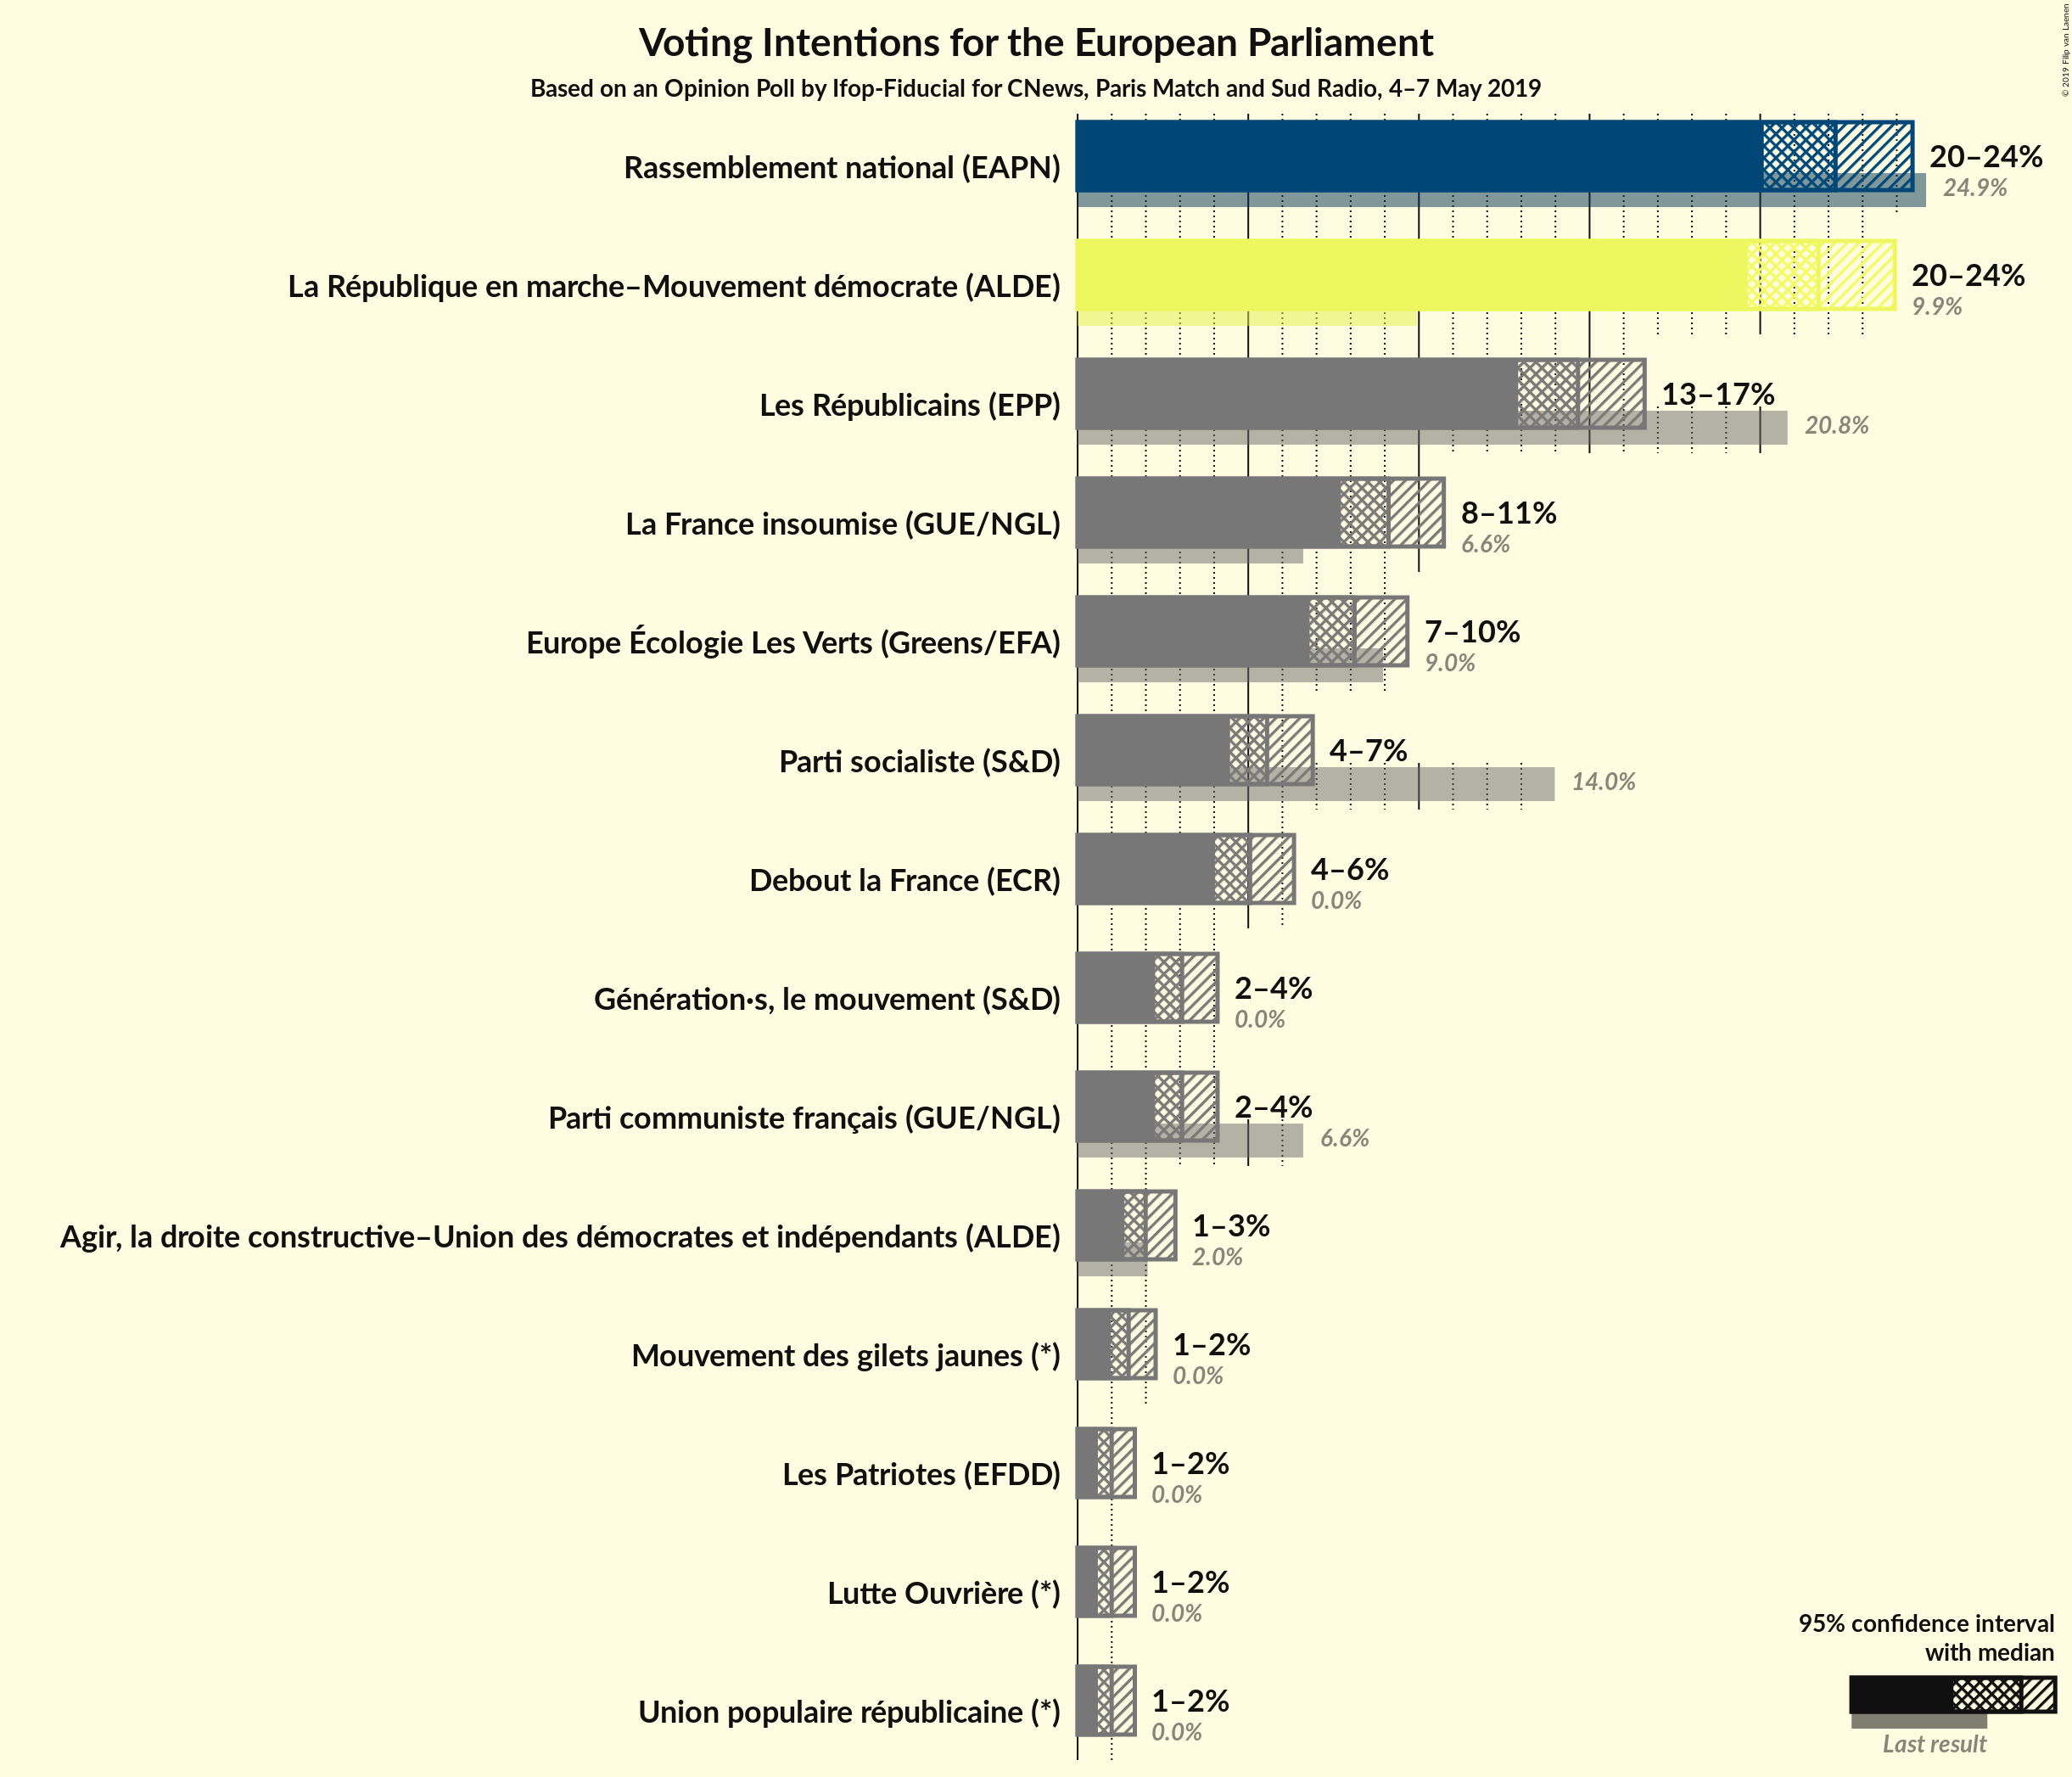 Voting Intentions for the European Parliament
Based on an Opinion Poll by Ifop-Fiducial for CNews, Paris Match and Sud Radio, 4–7 May 2019
© 2019 Filip van Laenen
Rassemblement national (EAPN)
20–24%
24.9%
La République en marche–Mouvement démocrate (ALDE)
20–24%
9.9%
Les Républicains (EPP)
13–17%
20.8%
La France insoumise (GUE/NGL)
8–11%
6.6%
Europe Écologie Les Verts (Greens/EFA)
7–10%
9.0%
Parti socialiste (S&D)
4–7%
14.0%
Debout la France (ECR)
4–6%
0.0%
Génération·s, le mouvement (S&D)
2–4%
0.0%
Parti communiste français (GUE/NGL)
2–4%
6.6%
Agir, la droite constructive–Union des démocrates et indépendants (ALDE)
1–3%
2.0%
Mouvement des gilets jaunes (*)
1–2%
0.0%
Les Patriotes (EFDD)
1–2%
0.0%
Lutte Ouvrière (*)
1–2%
0.0%
Union populaire républicaine (*)
1–2%
0.0%
95% confidence interval
with median
Last result